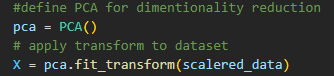 #define PCA for dimentionality reduction
pca = PCA()
# apply transform to dataset
X = pca.fit_transform(scalered_data)